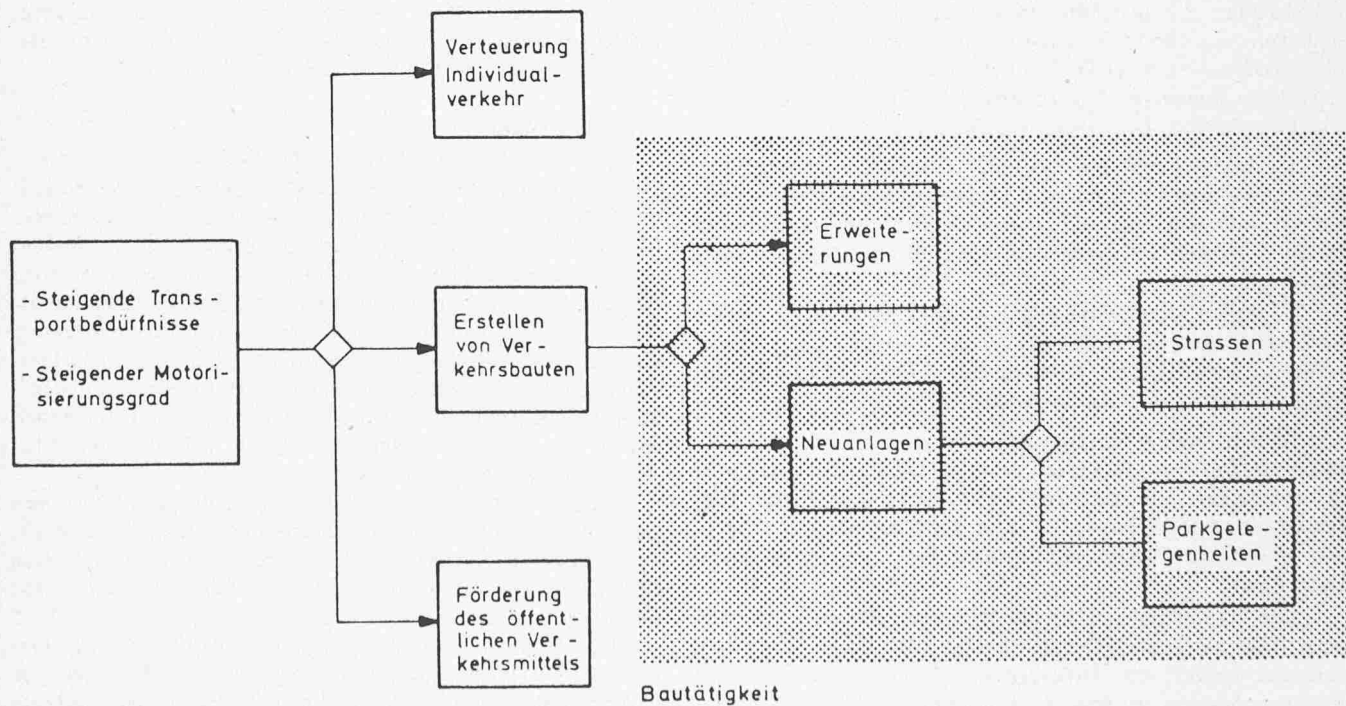 Verteuerung
Individual-
verkehr
- Steigende Trans-
portbedürfnisse
- Steigender Motori-
sierungsgrad
Erstellen
von Ver-
kehrsbauten
Förderung
des öffent-
lichen Ver-
kehrsmittels
Erweite-
rungen
Neuanlagen
Strassen
Parkgele-
genheiten
Bautätigkeit